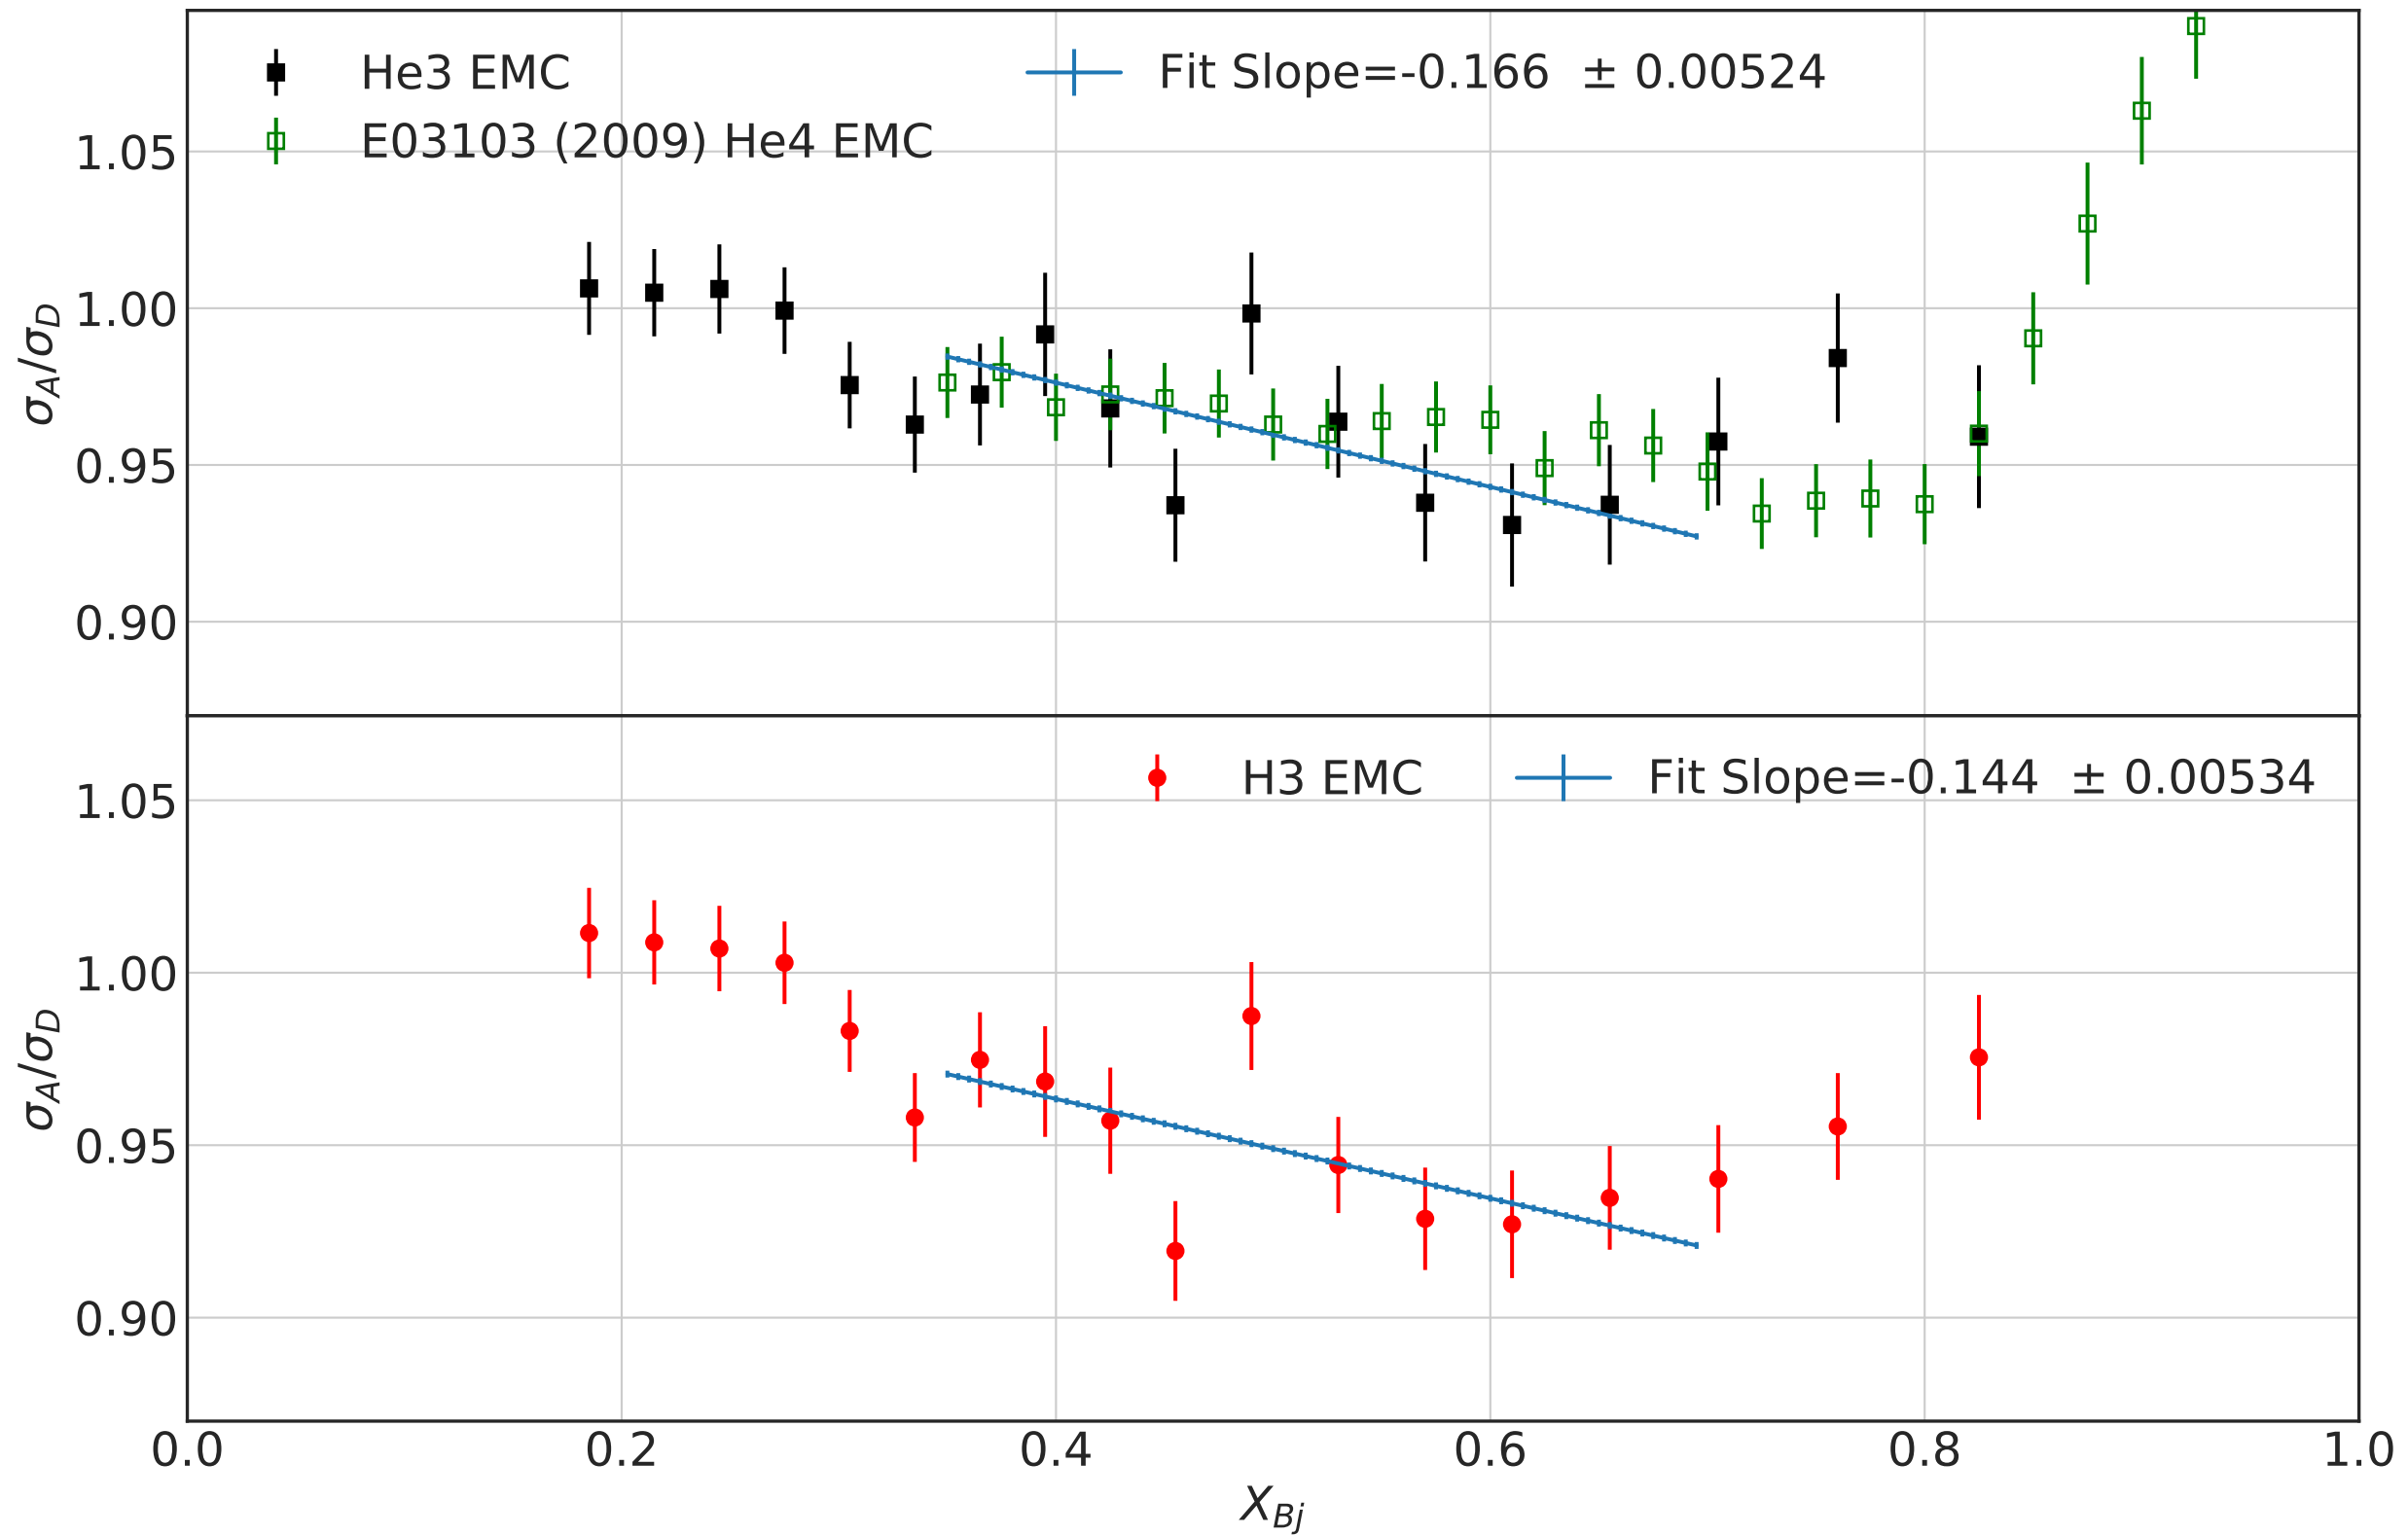 He3 EMC
E03103 (2009) He4 EMC
Fit Slope=-0.166 ± 0.00524
1.05
1.00
0.95
0.90
σA/σD
H3 EMC
Fit Slope=-0.144 ± 0.00534
1.05
1.00
0.95
0.90
σA/σD
0.0 0.2 0.4 0.6 0.8 1.0
XBj